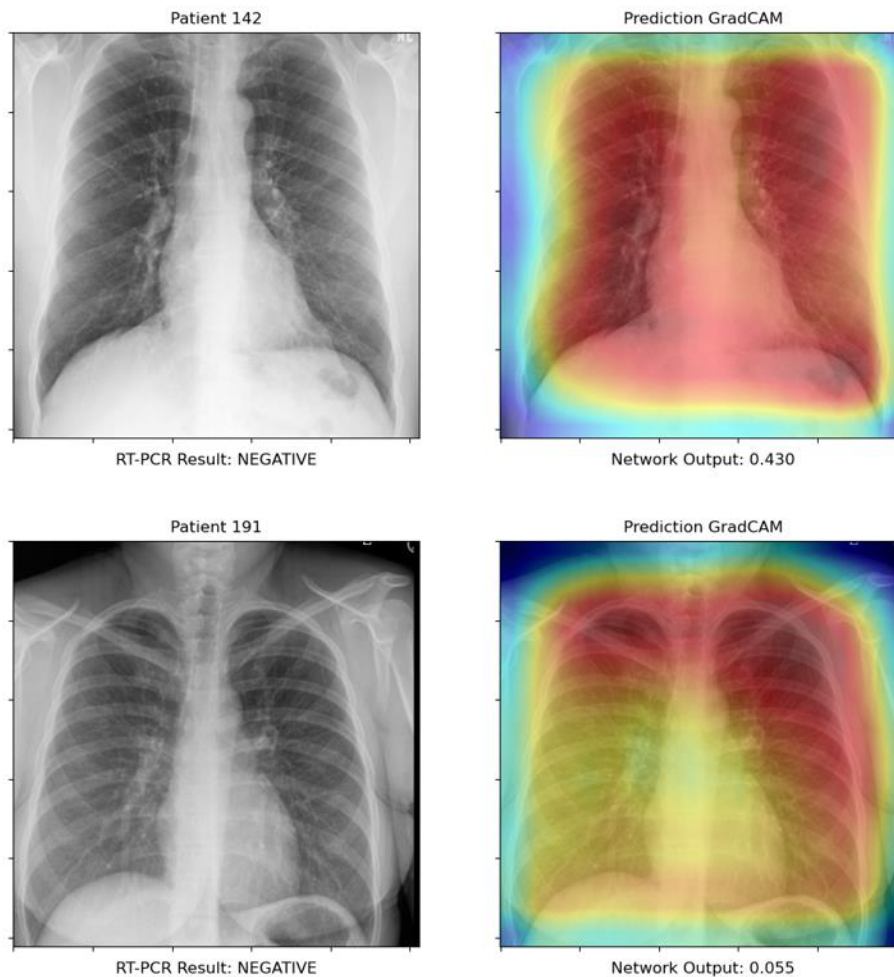 Patient 142
Prediction GradCAM
RT-PCR Result: NEGATIVE
Network Output: 0.430
Patient 191
Prediction GradCAM
RT-PCR Result: NEGATIVE
Network Output: 0.055